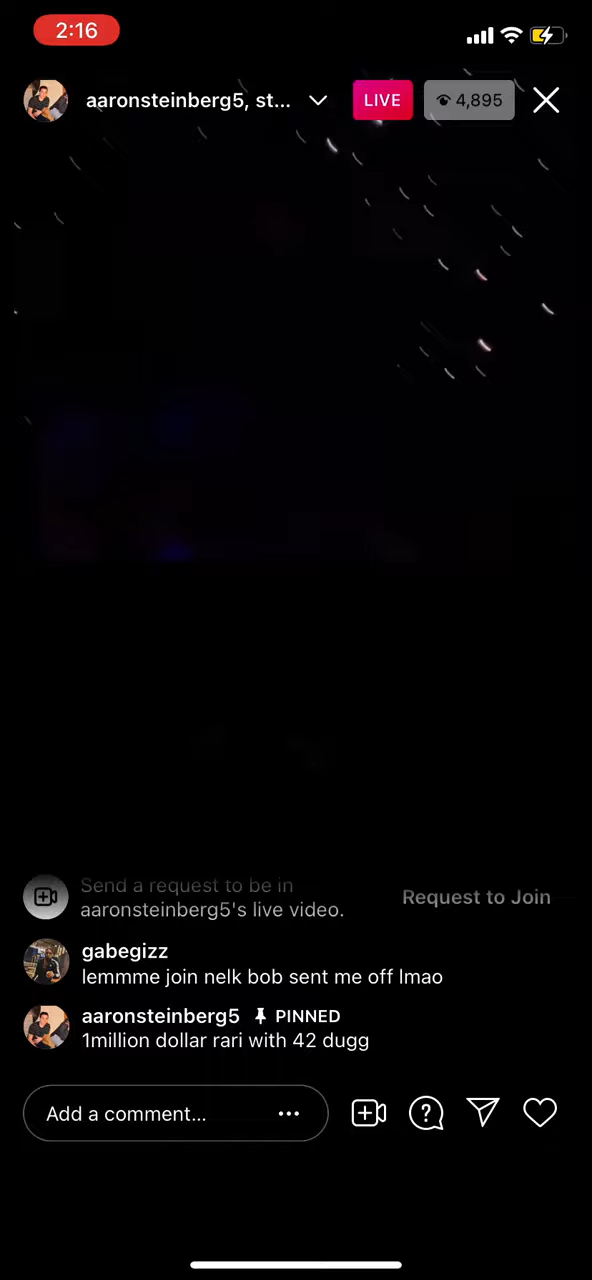 2:16
aaronsteinberg5, st...
LIVE
4,895
Send a request to be in
aaronsteinberg5's live video.
Request to Join
gabegizz
lemmme join nelk bob sent me off lmao
aaronsteinberg5 PINNED
1million dollar rari with 42 dugg
Add a comment...